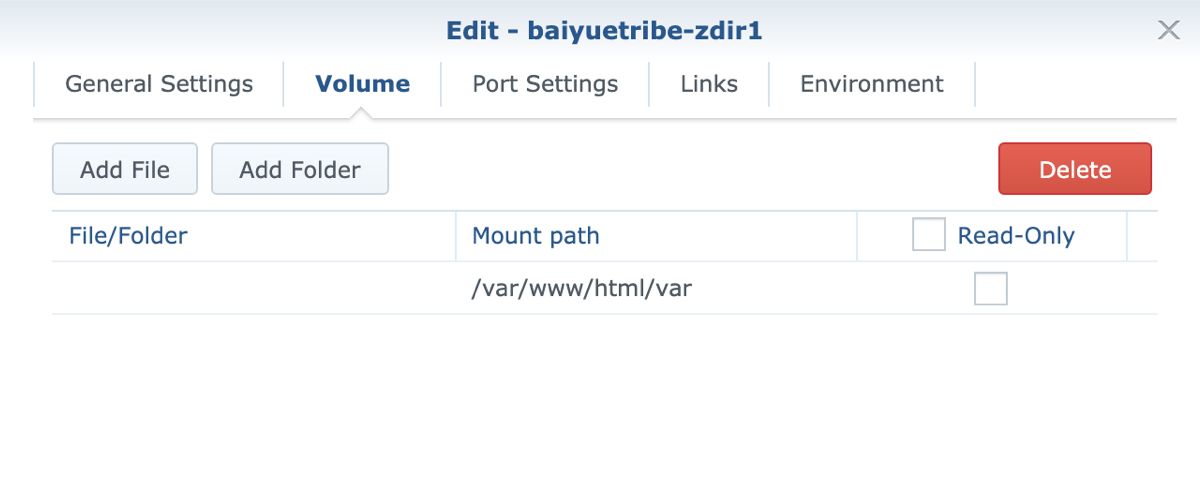 Edit - baiyuetribe-zdir1
General Settings Volume Port Settings Links Environment
Add File Add Folder Delete
File/Folder Mount path Read-Only
/var/www/html/var